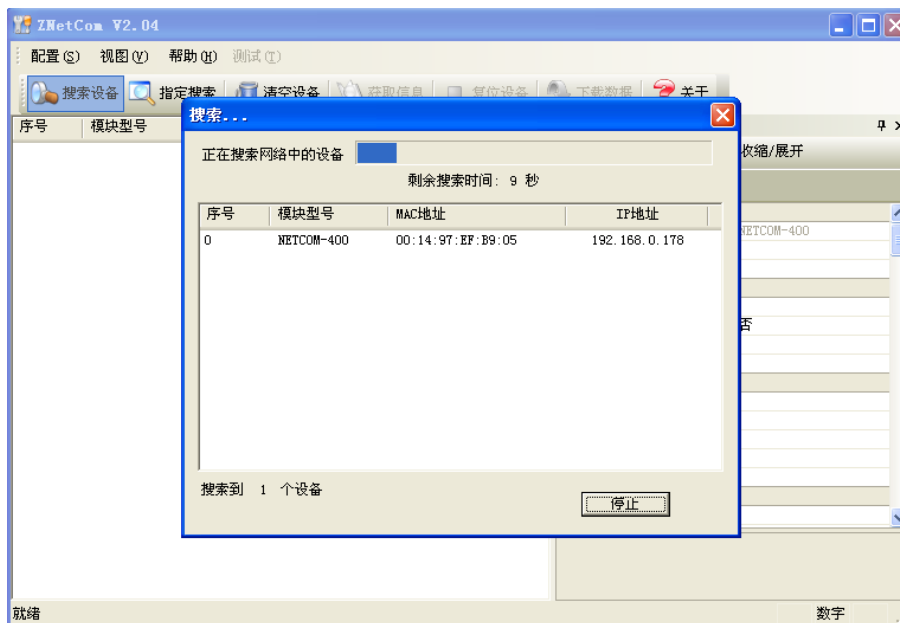 ZNetCom V2.04
配置(S) 视图(V) 帮助(H) 测试(T)
搜索设备 指定搜索 清空设备 获取信息 复位设备 下载数据 关于
序号 模块型号
收缩/展开
搜索...
正在搜索网络中的设备
剩余搜索时间: 9 秒
序号 模块型号 MAC地址 IP地址
0 NETCOM-400 00:14:97:EF:B9:05 192.168.0.178
NETCOM-400
否
搜索到 1 个设备
停止
就绪 数字